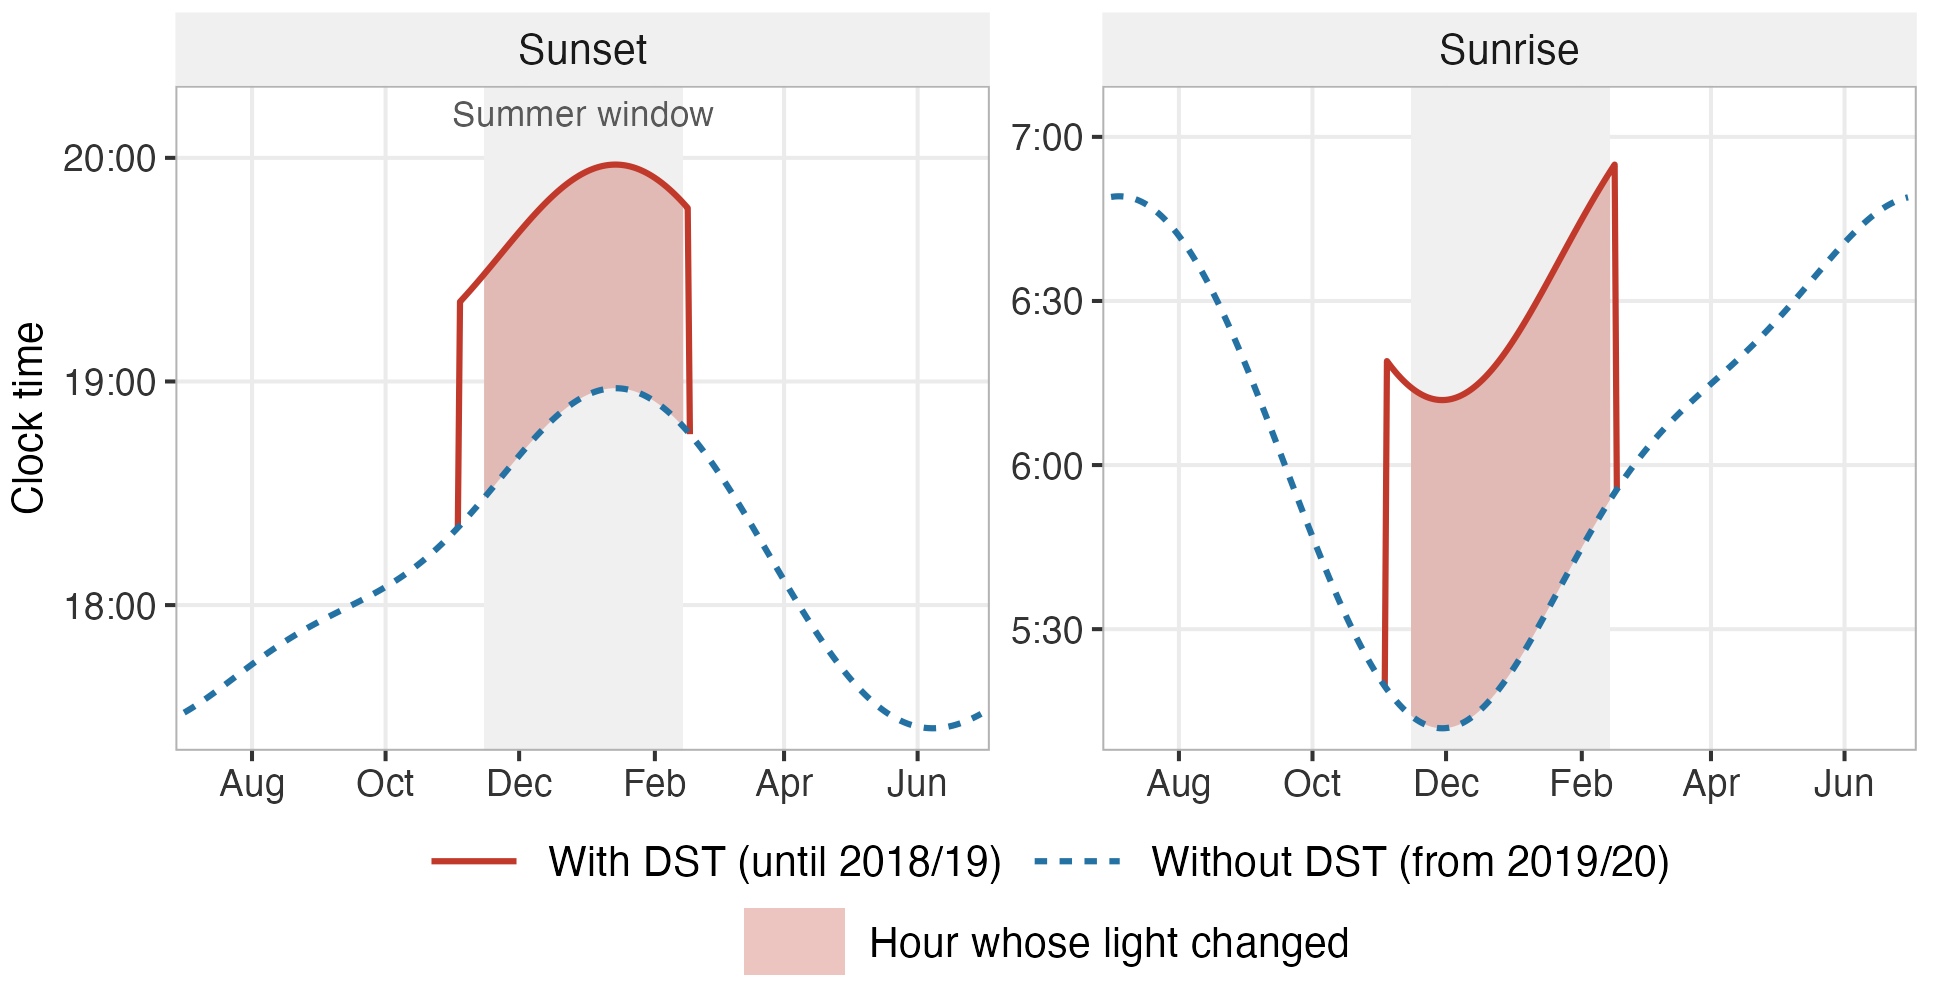 Sunset
Sunrise
Summer window
Clock time
20:00
19:00
18:00
7:00
6:30
6:00
5:30
Aug Oct Dec Feb Apr Jun
Aug Oct Dec Feb Apr Jun
With DST (until 2018/19) Without DST (from 2019/20)
Hour whose light changed